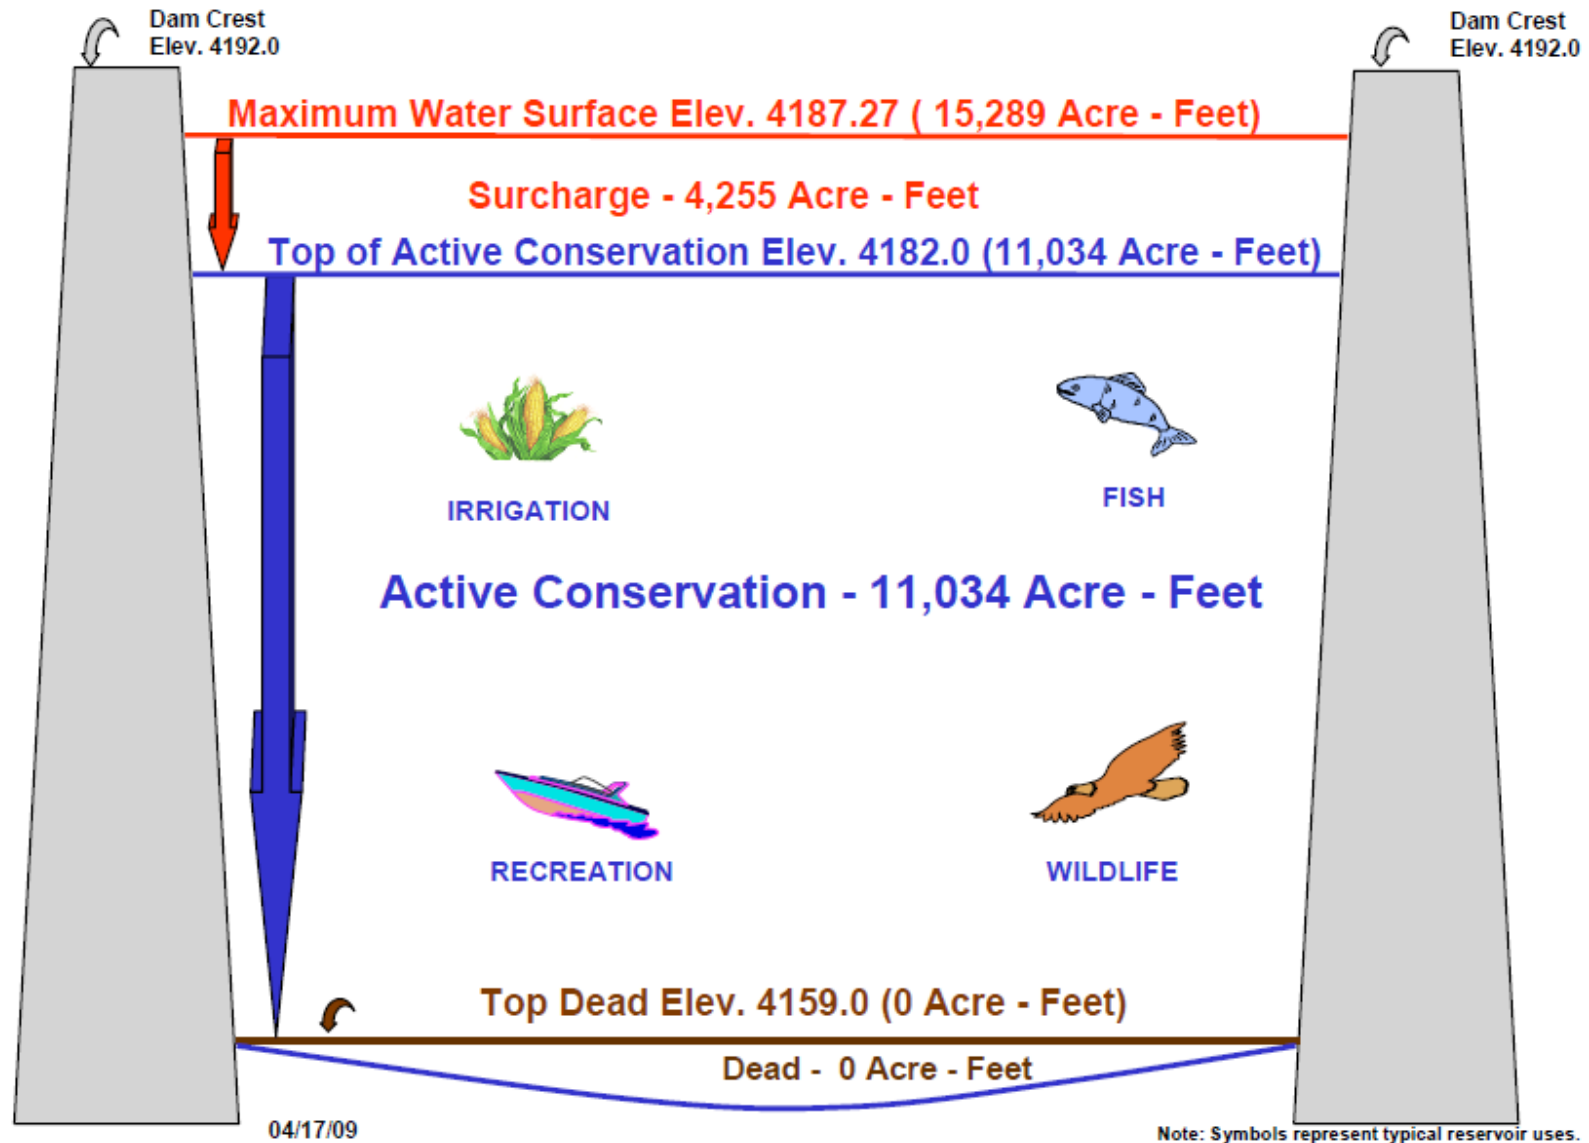 Dam Crest
Elev. 4192.0
Dam Crest
Elev. 4192.0
Maximum Water Surface Elev. 4187.27 ( 15,289 Acre - Feet)
Surcharge - 4,255 Acre - Feet
Top of Active Conservation Elev. 4182.0 (11,034 Acre - Feet)
IRRIGATION
FISH
Active Conservation - 11,034 Acre - Feet
RECREATION
WILDLIFE
Top Dead Elev. 4159.0 (0 Acre - Feet)
Dead - 0 Acre - Feet
04/17/09
Note: Symbols represent typical reservoir uses.